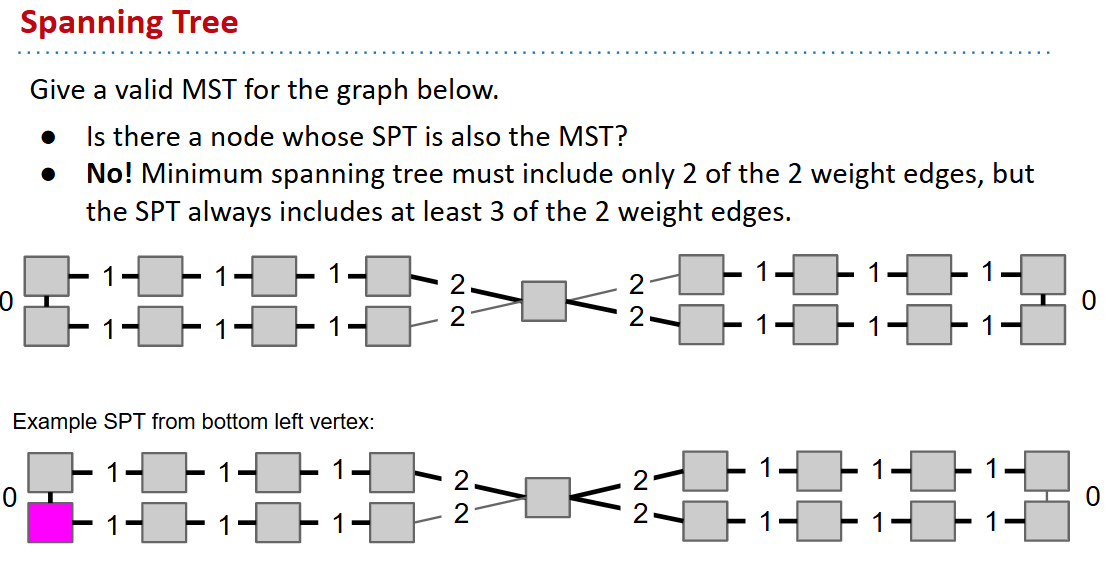 Spanning Tree
Give a valid MST for the graph below.
● Is there a node whose SPT is also the MST?
● No! Minimum spanning tree must include only 2 of the 2 weight edges, but
the SPT always includes at least 3 of the 2 weight edges.
1 1 1 2 2 1 1 1
0 0
1 1 1 2 2 1 1 1
Example SPT from bottom left vertex:
1 1 1 2 2 1 1 1
0 0
1 1 1 2 2 1 1 1